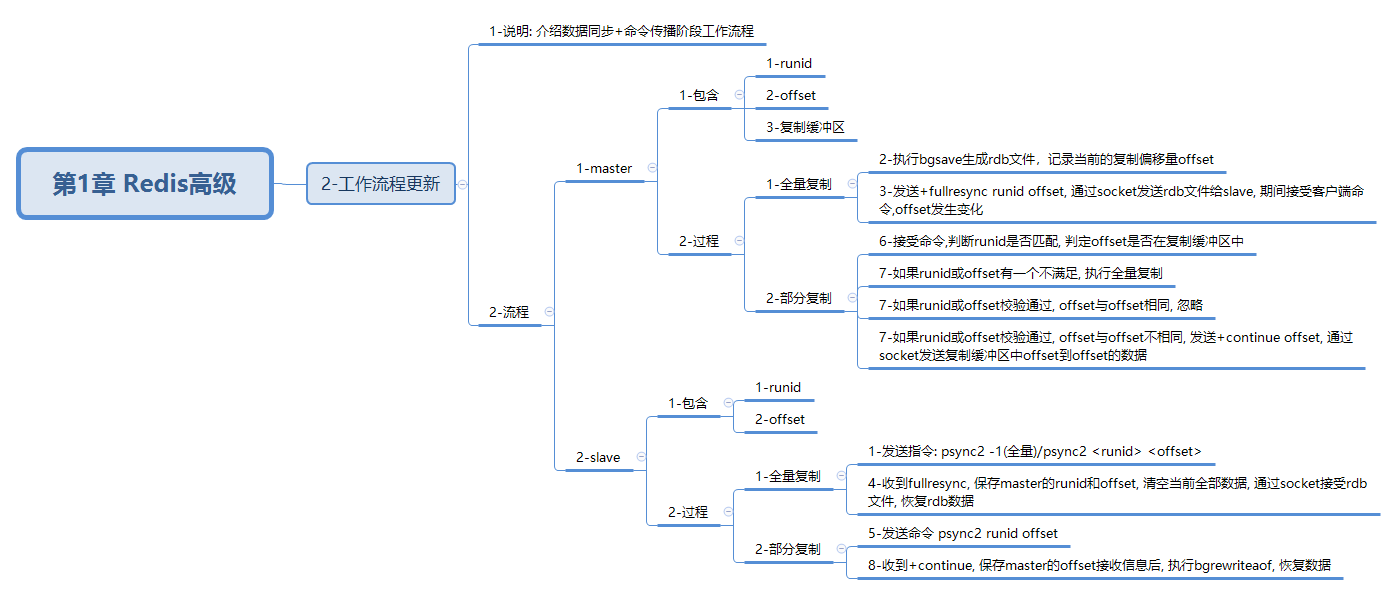 第1章 Redis高级
2-工作流程更新
1-说明: 介绍数据同步+命令传播阶段工作流程
2-流程
1-master
1-包含
1-runid
2-offset
3-复制缓冲区
2-过程
1-全量复制
2-执行bgsave生成rdb文件，记录当前的复制偏移量offset
3-发送+fullresync runid offset, 通过socket发送rdb文件给slave, 期间接受客户端命
令,offset发生变化
2-部分复制
6-接受命令,判断runid是否匹配, 判定offset是否在复制缓冲区中
7-如果runid或offset有一个不满足, 执行全量复制
7-如果runid或offset校验通过, offset与offset相同, 忽略
7-如果runid或offset校验通过, offset与offset不相同, 发送+continue offset, 通过
socket发送复制缓冲区中offset到offset的数据
2-slave
1-包含
1-runid
2-offset
2-过程
1-全量复制
1-发送指令: psync2 -1(全量)/psync2 <runid> <offset>
4-收到fullresync, 保存master的runid和offset, 清空当前全部数据, 通过socket接受rdb
文件, 恢复rdb数据
2-部分复制
5-发送命令 psync2 runid offset
8-收到+continue, 保存master的offset接收信息后, 执行bgrewriteaof, 恢复数据